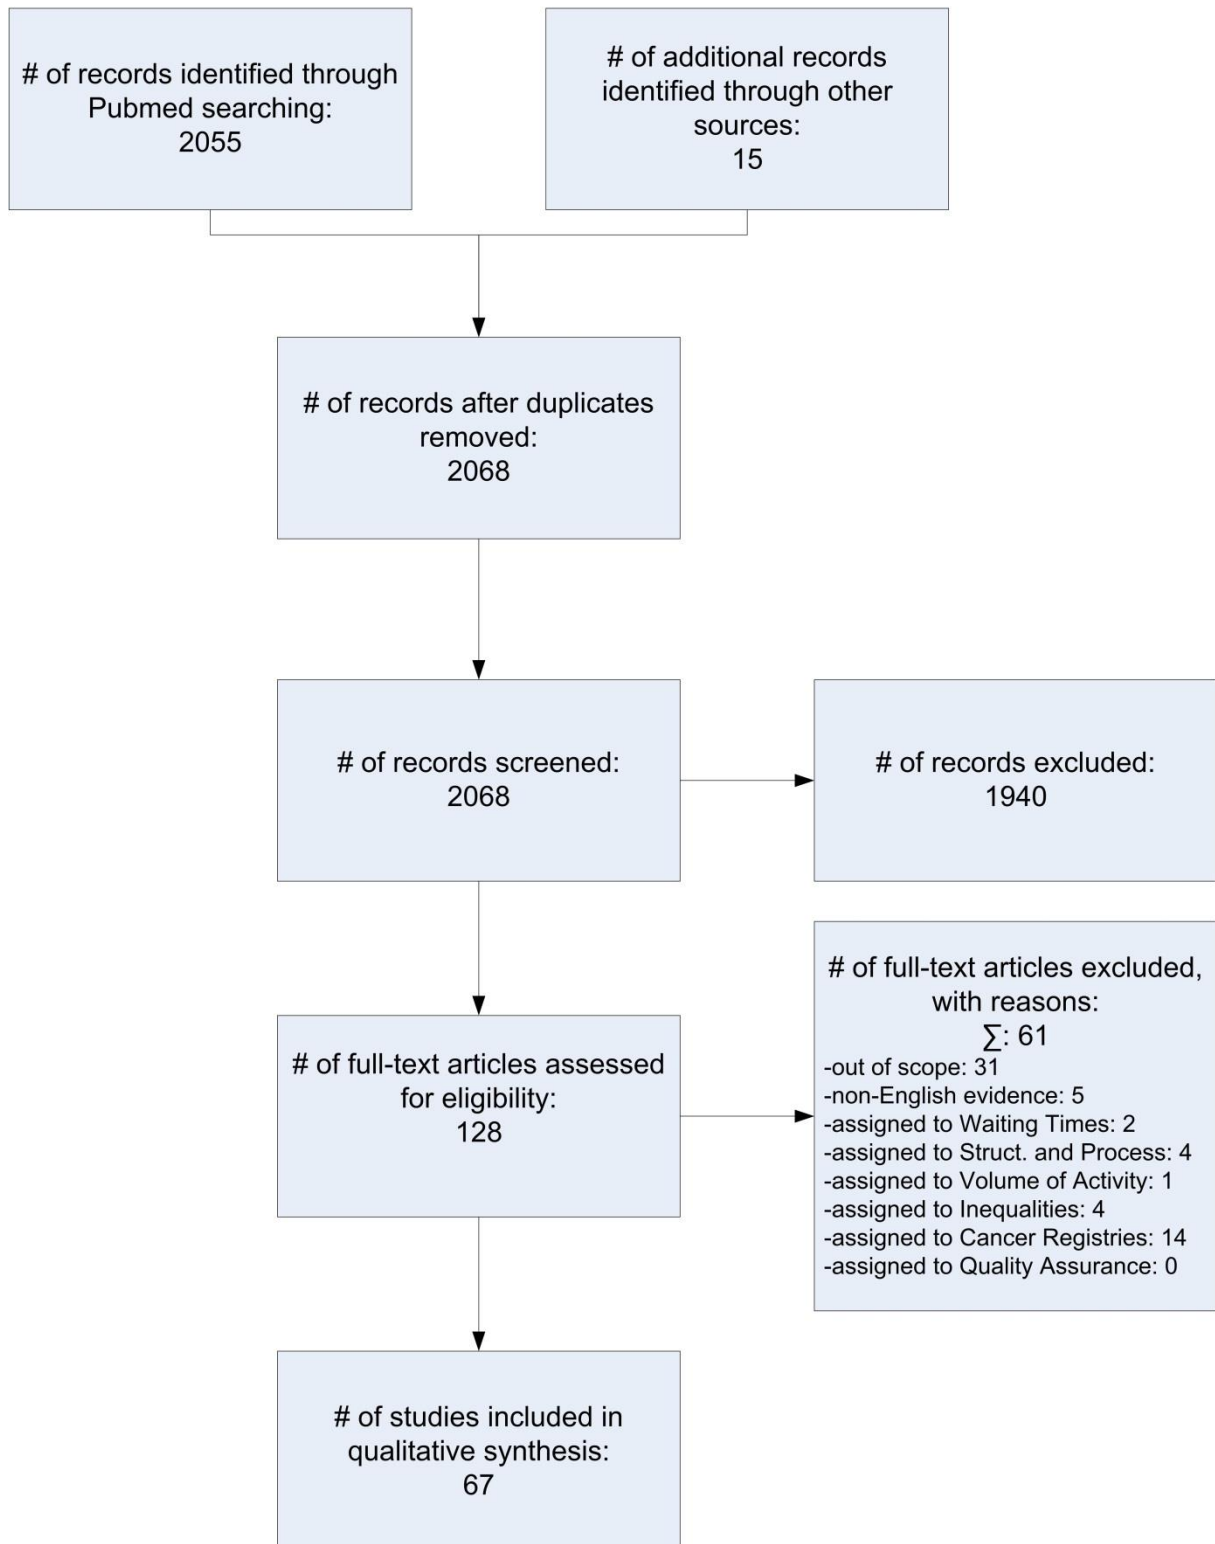 # of records identified through
Pubmed searching:
2055
# of additional records
identified through other
sources:
15
# of records after duplicates
removed:
2068
# of records screened:
2068
# of records excluded:
1940
# of full-text articles assessed
for eligibility:
128
# of full-text articles excluded,
with reasons:
∑: 61
-out of scope: 31
-non-English evidence: 5
-assigned to Waiting Times: 2
-assigned to Struct. and Process: 4
-assigned to Volume of Activity: 1
-assigned to Inequalities: 4
-assigned to Cancer Registries: 14
-assigned to Quality Assurance: 0
# of studies included in
qualitative synthesis:
67